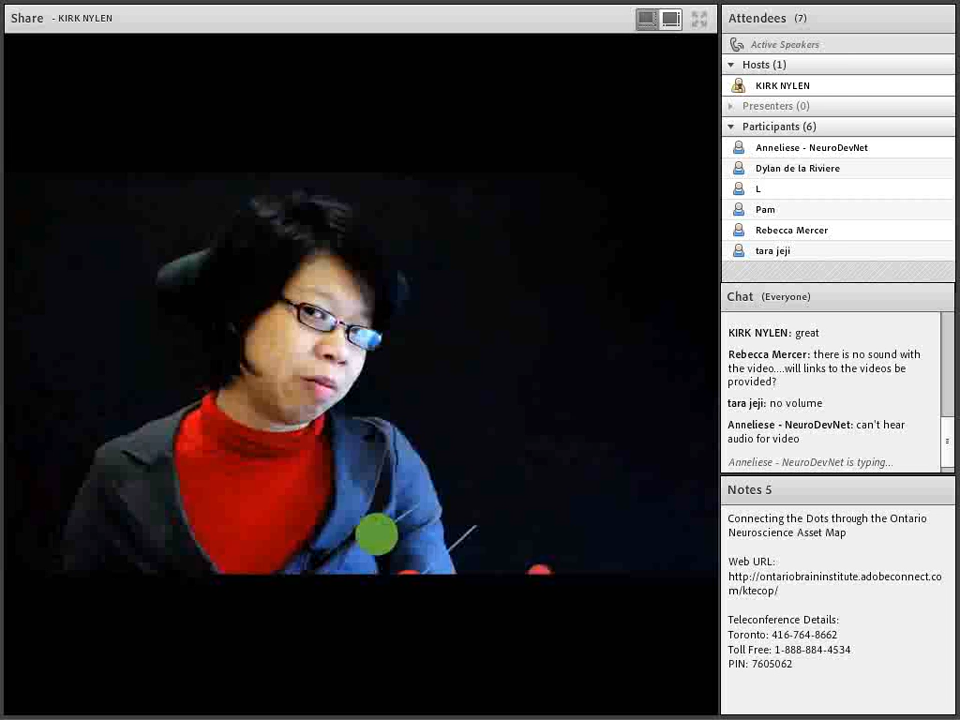 Share - KIRK NYLEN
Attendees (7)
Active Speakers
Hosts (1)
KIRK NYLEN
Presenters (0)
Participants (6)
Anneliese - NeuroDevNet
Dylan de la Riviere
L
Pam
Rebecca Mercer
tara jeji
Chat (Everyone)
KIRK NYLEN: great
Rebecca Mercer: there is no sound with
the video....will links to the videos be
provided?
tara jeji: no volume
Anneliese - NeuroDevNet: can't hear
audio for video
Anneliese - NeuroDevNet is typing...
Notes 5
Connecting the Dots through the Ontario
Neuroscience Asset Map
Web URL:
http://ontariobraininstitute.adobeconnect.co
m/ktecop/
Teleconference Details:
Toronto: 416-764-8662
Toll Free: 1-888-884-4534
PIN: 7605062